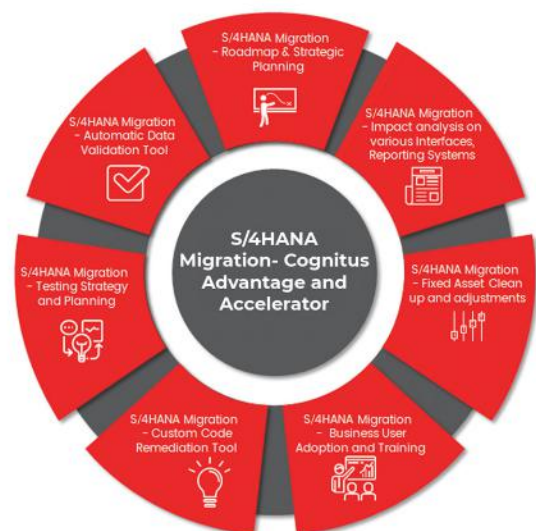 S/4HANA Migration
- Roadmap & Strategic
Planning
S/4HANA Migration
- Impact analysis on
various Interfaces,
Reporting Systems
S/4HANA Migration
- Fixed Asset Clean
up and adjustments
S/4HANA Migration
- Business User
Adoption and Training
S/4HANA Migration
- Custom Code
Remediation Tool
S/4HANA Migration
- Testing Strategy
and Planning
S/4HANA Migration
- Automatic Data
Validation Tool
S/4HANA
Migration- Cognitus
Advantage and
Accelerator